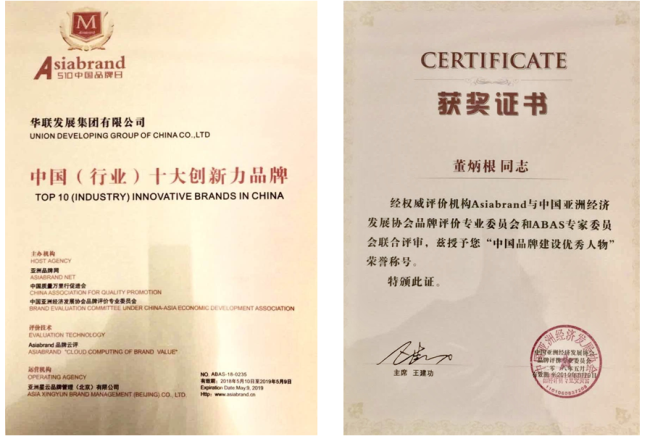 M
Asiabrand
510中国品牌日
华联发展集团有限公司
UNION DEVELOPING GROUP OF CHINA CO.,LTD
中国（行业）十大创新力品牌
TOP 10 (INDUSTRY) INNOVATIVE BRANDS IN CHINA
主办机构
HOST AGENCY
亚洲品牌网
ASIABRAND NET
中国质量万里行促进会
CHINA ASSOCIATION FOR QUALITY PROMOTION
中国亚洲经济发展协会品牌评价专业委员会
BRAND EVALUATION COMMITTEE UNDER CHINA-ASIA ECONOMIC DEVELOPMENT ASSOCIATION
评价技术
EVALUATION TECHNOLOGY
Asiabrand 品牌云评
ASIABRAND "CLOUD COMPUTING OF BRAND VALUE"
运营机构
OPERATING AGENCY
亚洲星云品牌管理（北京）有限公司
ASIA XINGYUN BRAND MANAGEMENT (BEIJING) CO., LTD.
NO. ABAS-18-0235
有效期：2018年5月10日至2019年5月9日
Expiration Date:May 9, 2019
Http: www.asiabrand.cn
CERTIFICATE
获奖证书
董炳根 同志
经权威评价机构Asiabrand与中国亚洲经济
发展协会品牌评价专业委员会和ABAS专家委员
会联合评审，兹授予您“中国品牌建设优秀人物”
荣誉称号。
特颁此证。
主席 王建功
中国亚洲经济发展协会